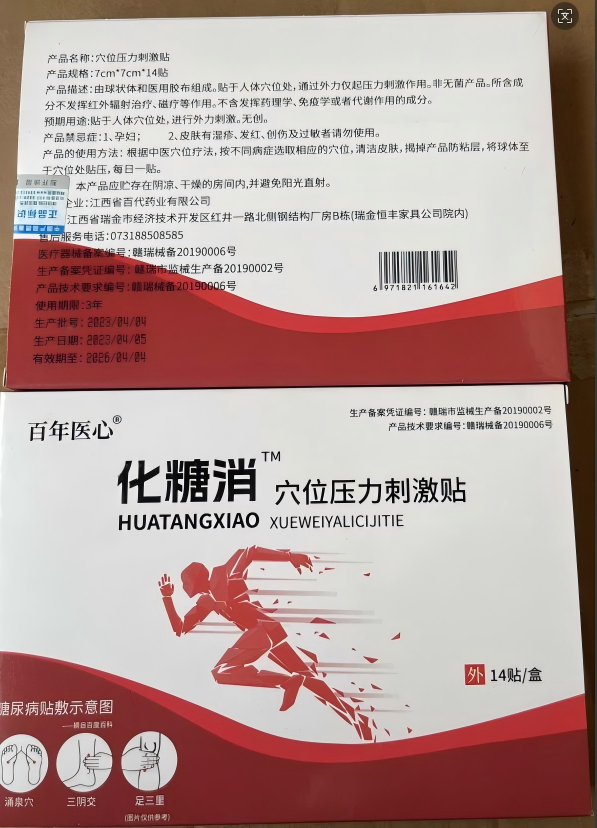 产品名称:穴位压力刺激贴
产品规格:7cm*7cm*14贴
产品描述:由球状体和医用胶布组成。贴于人体穴位处,通过外力仅起压力刺激作用。非无菌产品。所含成
分不发挥红外辐射治疗、磁疗等作用。不含发挥药理学、免疫学或者代谢作用的成分。
预期用途:贴于人体穴位处,进行外力刺激。无创。
产品禁忌症:1、孕妇; 2、皮肤有湿疹、发红、创伤及过敏者请勿使用。
产品的使用方法:根据中医穴位疗法,按不同病症选取相应的穴位,清洁皮肤,揭掉产品防粘层,将球体至
于穴位处贴压,每日一贴。
本产品应贮存在阴凉、干燥的房间内,并避免阳光直射。
企业:江西省百代药业有限公司
江西省瑞金市经济技术开发区红井一路北侧钢结构厂房B栋(瑞金恒丰家具公司院内)
正品标识
售后服务电话:073188508585
医疗器械备案编号:赣瑞械备20190006号
生产备案凭证编号:赣瑞市监械生产备20190002号
产品技术要求编号:赣瑞械备20190006号
6 971821 161642
使用期限:3年
生产批号:2023/04/04
生产日期:2023/04/05
有效期至:2026/04/04
百年医心®
生产备案凭证编号:赣瑞市监械生产备20190002号
产品技术要求编号:赣瑞械备20190006号
化糖消™ 穴位压力刺激贴
HUATANGXIAO XUEWEIYALICIJITIE
外 14贴/盒
糖尿病贴敷示意图
——摘自百度百科
涌泉穴 三阴交 足三里
(图片仅供参考)